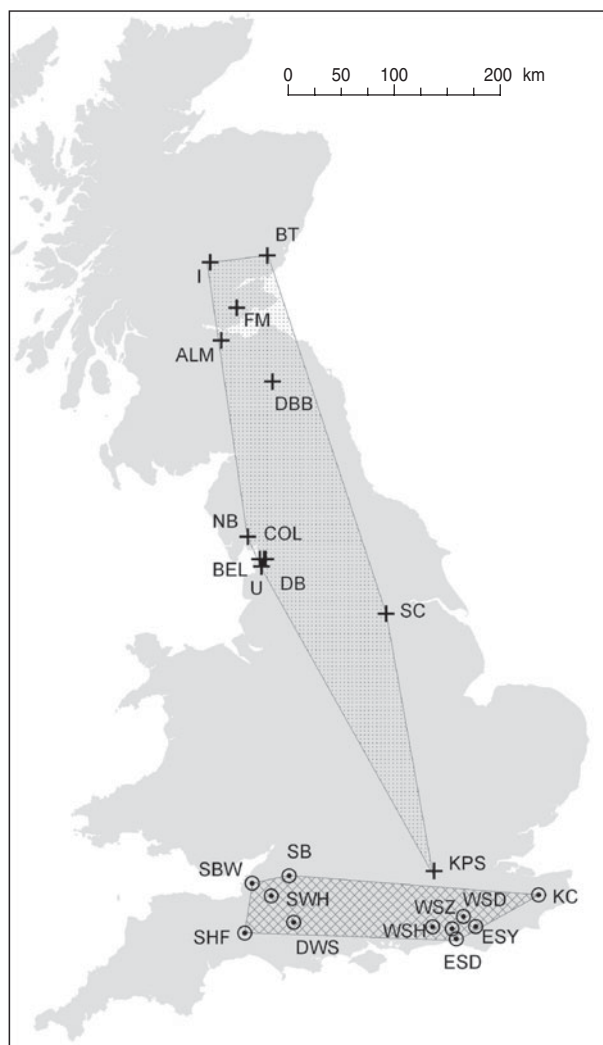 0 50 100 200 km
BT
I
FM
ALM
DBB
NB COL
BEL DB
U
SC
KPS
SB
SBW
KC
SWH WSZ WSD
SHF DWS WSH ESY
ESD